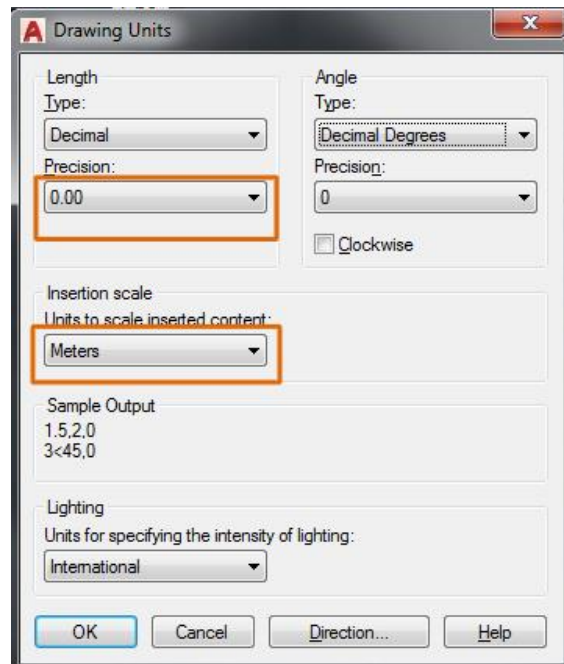 Drawing Units
Length
Type:
Decimal
Precision:
0.00
Angle
Type:
Decimal Degrees
Precision:
0
Clockwise
Insertion scale
Units to scale inserted content:
Meters
Sample Output
1.5,2,0
3<45,0
Lighting
Units for specifying the intensity of lighting:
International
OK Cancel Direction... Help